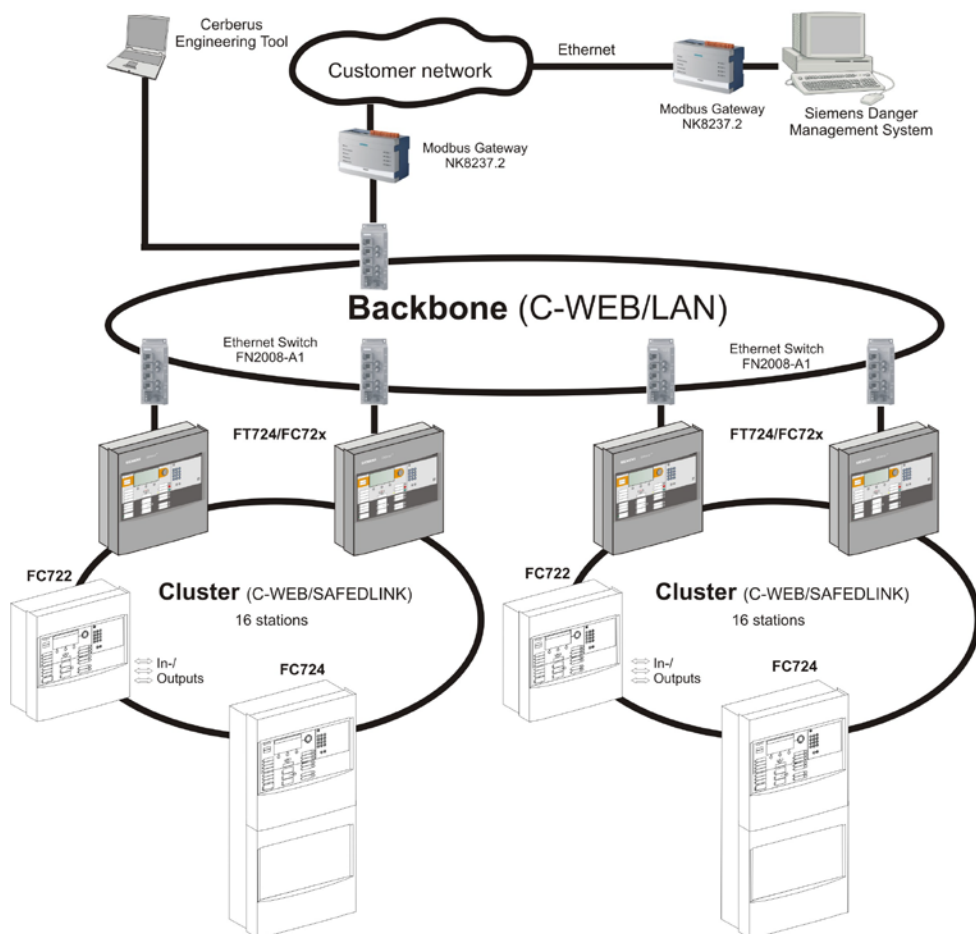 Cerberus
Engineering Tool
Customer network
Ethernet
Modbus Gateway
NK8237.2
Siemens Danger
Management System
Modbus Gateway
NK8237.2
Backbone (C-WEB/LAN)
Ethernet Switch
FN2008-A1
Ethernet Switch
FN2008-A1
FT724/FC72x
FT724/FC72x
FC722
Cluster (C-WEB/SAFEDLINK)
16 stations
In-/
Outputs
FC724
FC722
Cluster (C-WEB/SAFEDLINK)
16 stations
In-/
Outputs
FC724